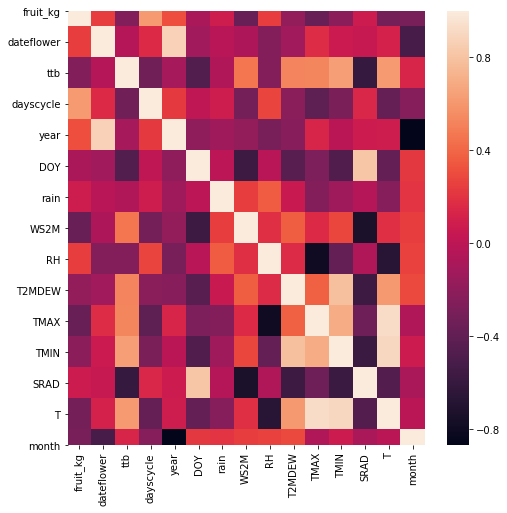 fruit_kg
dateflower
ttb
dayscycle
year
DOY
rain
WS2M
RH
T2MDEW
TMAX
TMIN
SRAD
T
month
fruit_kg
dateflower
ttb
dayscycle
year
DOY
rain
WS2M
RH
T2MDEW
TMAX
TMIN
SRAD
T
month
0.8
0.4
0.0
−0.4
−0.8